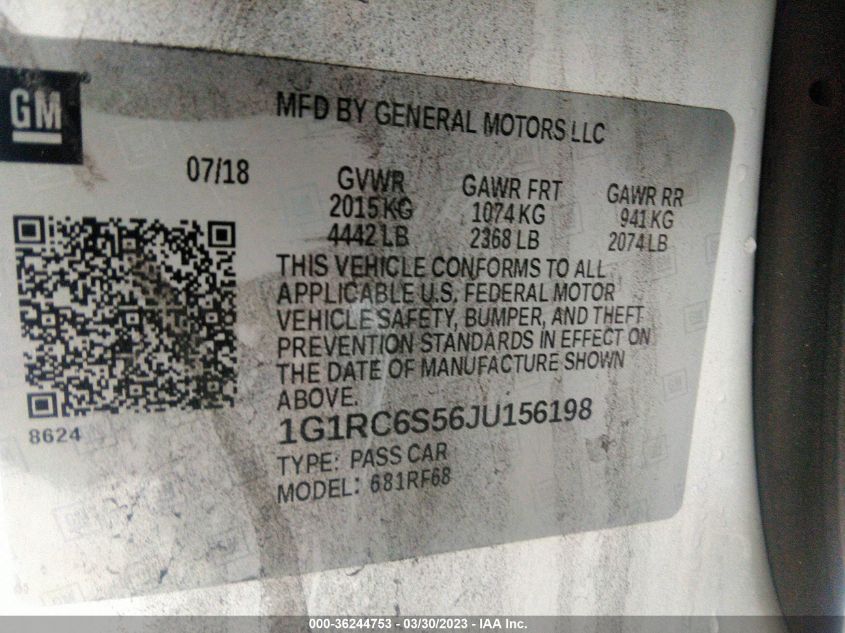 GM
MFD BY GENERAL MOTORS LLC
07/18
GVWR
2015 KG
4442 LB
GAWR FRT
1074 KG
2368 LB
GAWR RR
941 KG
2074 LB
THIS VEHICLE CONFORMS TO ALL
APPLICABLE U.S. FEDERAL MOTOR
VEHICLE SAFETY, BUMPER, AND THEFT
PREVENTION STANDARDS IN EFFECT ON
THE DATE OF MANUFACTURE SHOWN
ABOVE.
8624
1G1RC6S56JU156198
TYPE: PASS CAR
MODEL: 681RF68
000-36244753 - 03/30/2023 - IAA Inc.